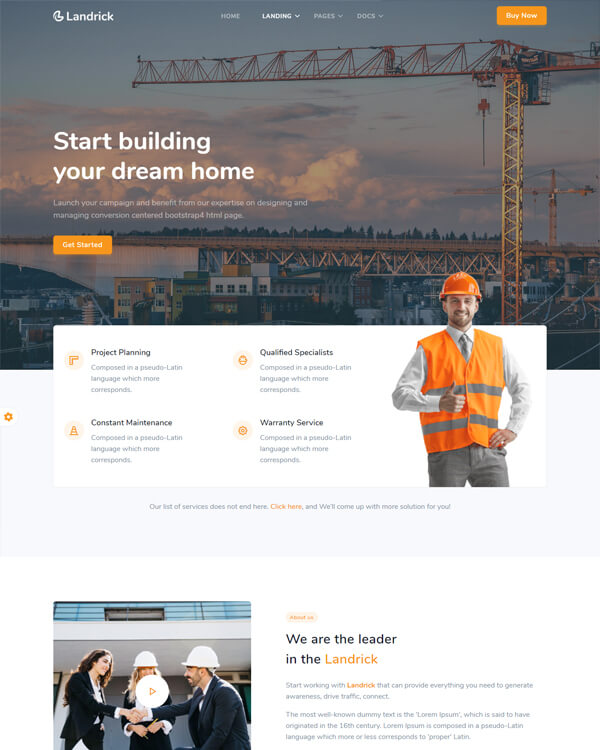 Landrick
HOME LANDING PAGES DOCS
Buy Now
Start building
your dream home
Launch your campaign and benefit from our expertise on designing and
managing conversion centered bootstrap4 html page.
Get Started
Project Planning
Composed in a pseudo-Latin
language which more
corresponds.
Qualified Specialists
Composed in a pseudo-Latin
language which more
corresponds.
Constant Maintenance
Composed in a pseudo-Latin
language which more
corresponds.
Warranty Service
Composed in a pseudo-Latin
language which more
corresponds.
Our list of services does not end here. Click here, and We'll come up with more solution for you!
About us
We are the leader
in the Landrick
Start working with Landrick that can provide everything you need to generate
awareness, drive traffic, connect.
The most well-known dummy text is the 'Lorem Ipsum', which is said to have
originated in the 16th century. Lorem Ipsum is composed in a pseudo-Latin
language which more or less corresponds to 'proper' Latin.